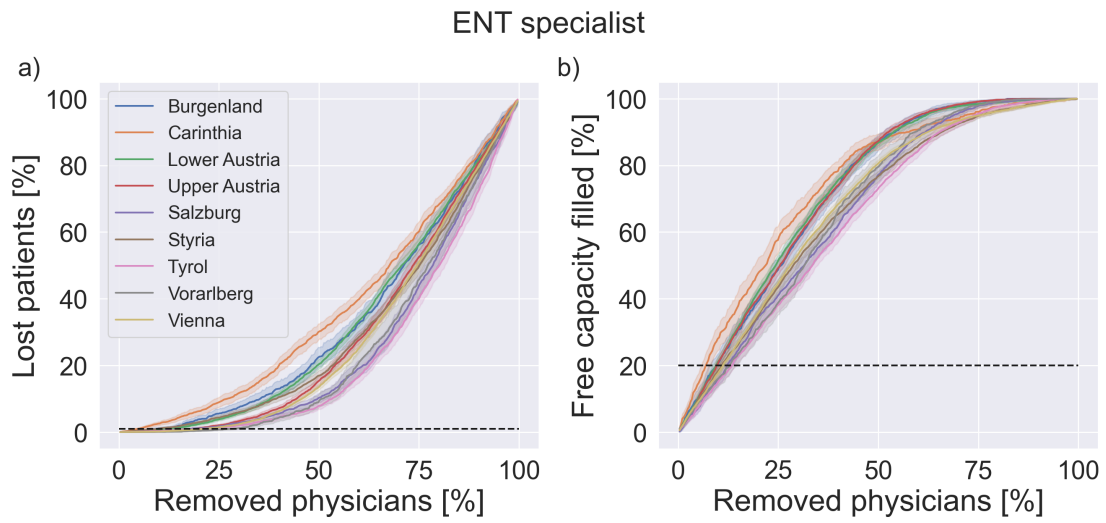 ENT specialist
a)
Lost patients [%]
100
80
60
40
20
0
Burgenland
Carinthia
Lower Austria
Upper Austria
Salzburg
Styria
Tyrol
Vorarlberg
Vienna
0 25 50 75 100
Removed physicians [%]
b)
Free capacity filled [%]
100
80
60
40
20
0
0 25 50 75 100
Removed physicians [%]